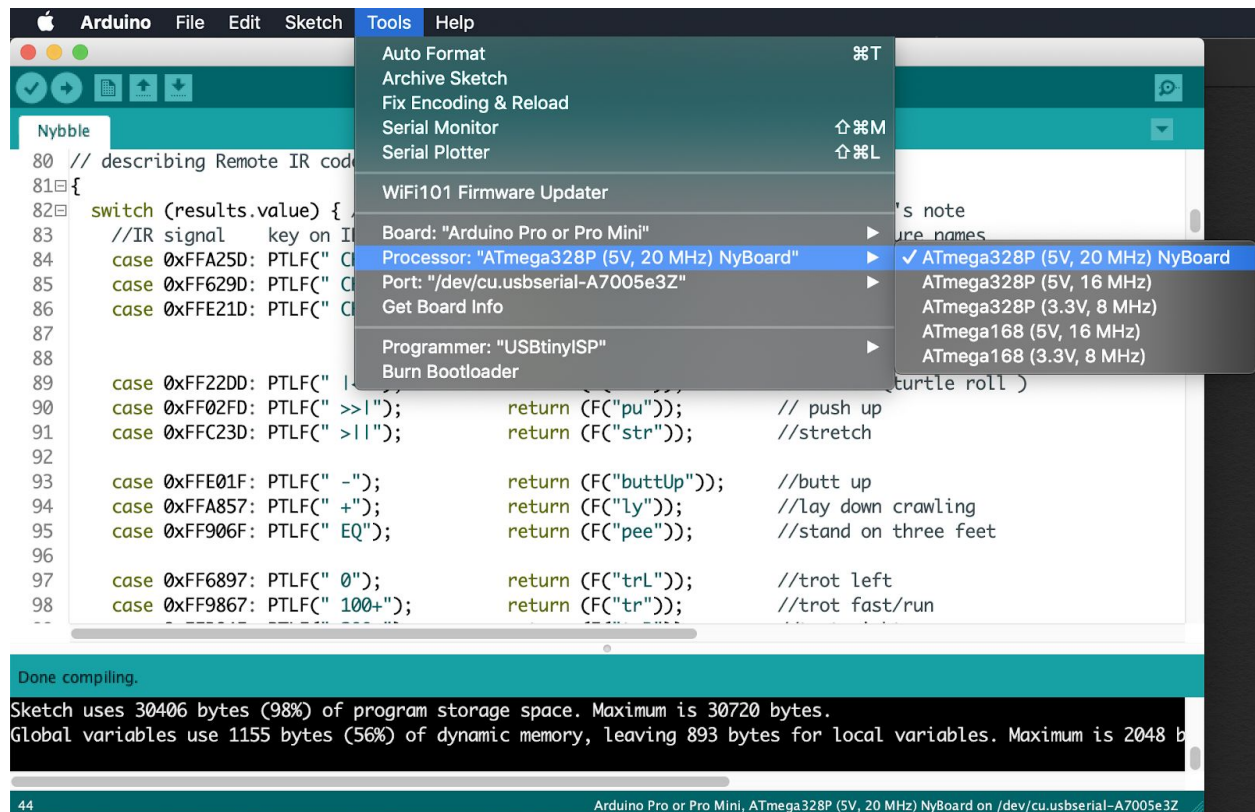 Arduino File Edit Sketch Tools Help
Auto Format ⌘T
Archive Sketch
Fix Encoding & Reload
Serial Monitor ⇧⌘M
Serial Plotter ⇧⌘L
WiFi101 Firmware Updater
Board: "Arduino Pro or Pro Mini"
Processor: "ATmega328P (5V, 20 MHz) NyBoard"
Port: "/dev/cu.usbserial-A7005e3Z"
Get Board Info
Programmer: "USBtinyISP"
Burn Bootloader
✓ ATmega328P (5V, 20 MHz) NyBoard
ATmega328P (5V, 16 MHz)
ATmega328P (3.3V, 8 MHz)
ATmega168 (5V, 16 MHz)
ATmega168 (3.3V, 8 MHz)
Nybble
80 // describing Remote IR
81 {
82 switch (results.value) { 's note
83 //IR signal key on names
84 case 0xFFA25D: PTLF("
85 case 0xFF629D: PTLF("
86 case 0xFFE21D: PTLF("
87
88
89 case 0xFF22DD: PTLF(" turtle roll )
90 case 0xFF02FD: PTLF(" >>|"); return (F("pu")); // push up
91 case 0xFFC23D: PTLF(" >||"); return (F("str")); //stretch
92
93 case 0xFFE01F: PTLF(" -"); return (F("buttUp")); //butt up
94 case 0xFFA857: PTLF(" +"); return (F("ly")); //lay down crawling
95 case 0xFF906F: PTLF(" EQ"); return (F("pee")); //stand on three feet
96
97 case 0xFF6897: PTLF(" 0"); return (F("trL")); //trot left
98 case 0xFF9867: PTLF(" 100+"); return (F("tr")); //trot fast/run
Done compiling.
Sketch uses 30406 bytes (98%) of program storage space. Maximum is 30720 bytes.
Global variables use 1155 bytes (56%) of dynamic memory, leaving 893 bytes for local variables. Maximum is 2048 b
44 Arduino Pro or Pro Mini, ATmega328P (5V, 20 MHz) NyBoard on /dev/cu.usbserial-A7005e3Z